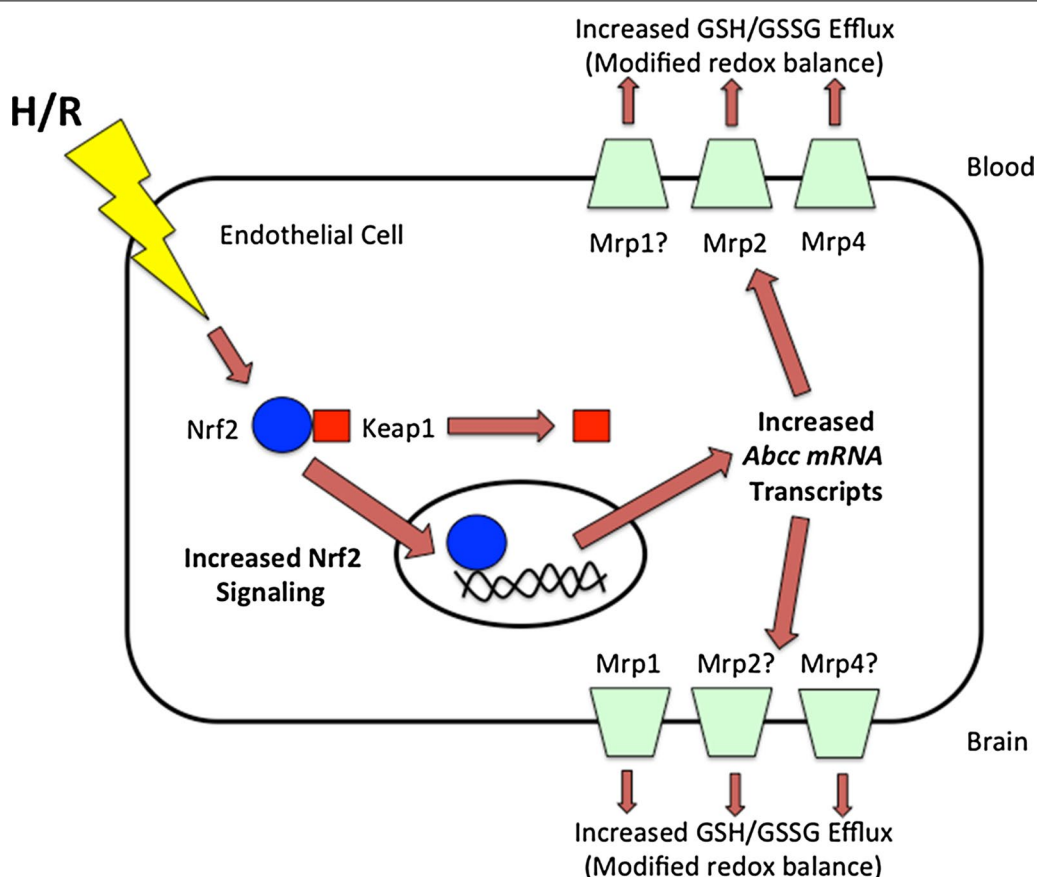 Increased GSH/GSSG Efflux
(Modified redox balance)
H/R
Blood
Endothelial Cell
Mrp1?
Mrp2
Mrp4
Nrf2
Keap1
Increased
Abcc mRNA
Transcripts
Increased Nrf2
Signaling
Mrp1
Mrp2?
Mrp4?
Brain
Increased GSH/GSSG Efflux
(Modified redox balance)